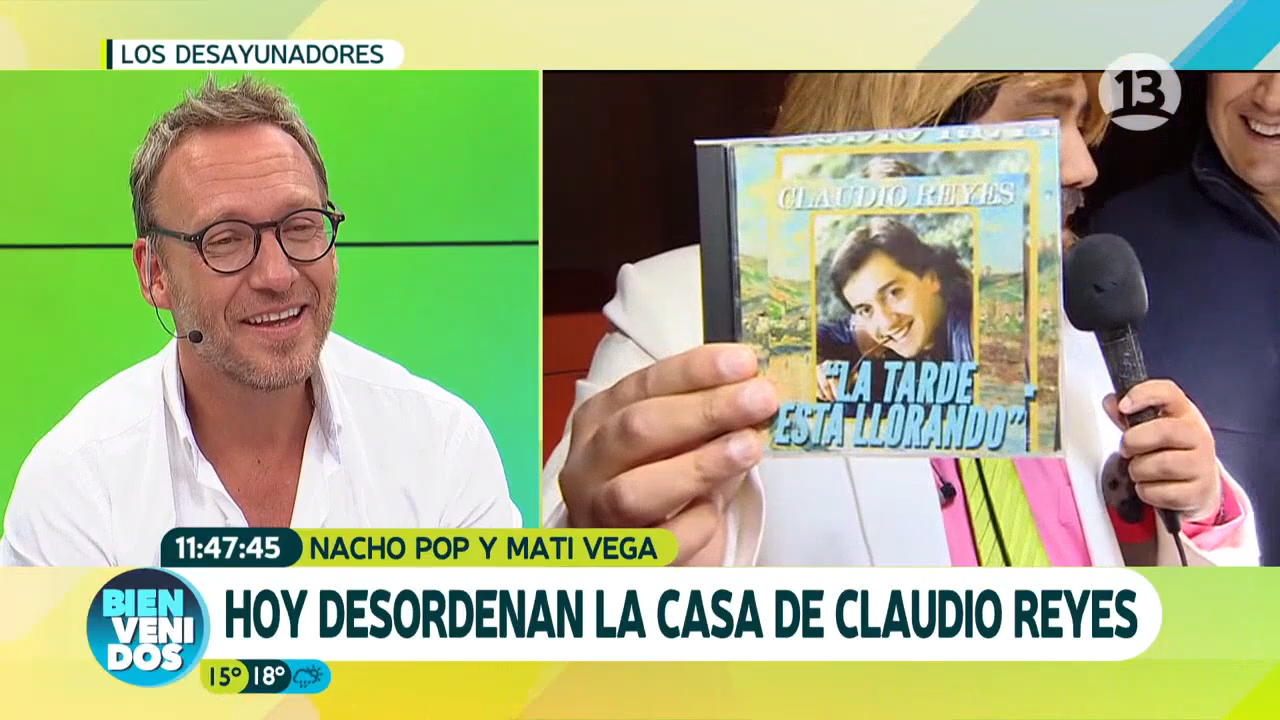 LOS DESAYUNADORES
13
CLAUDIO REYES
"LA TARDE
ESTA LLORANDO"
11:47:45
NACHO POP Y MATI VEGA
BIEN
VENI
DOS
HOY DESORDENAN LA CASA DE CLAUDIO REYES
15° 18°